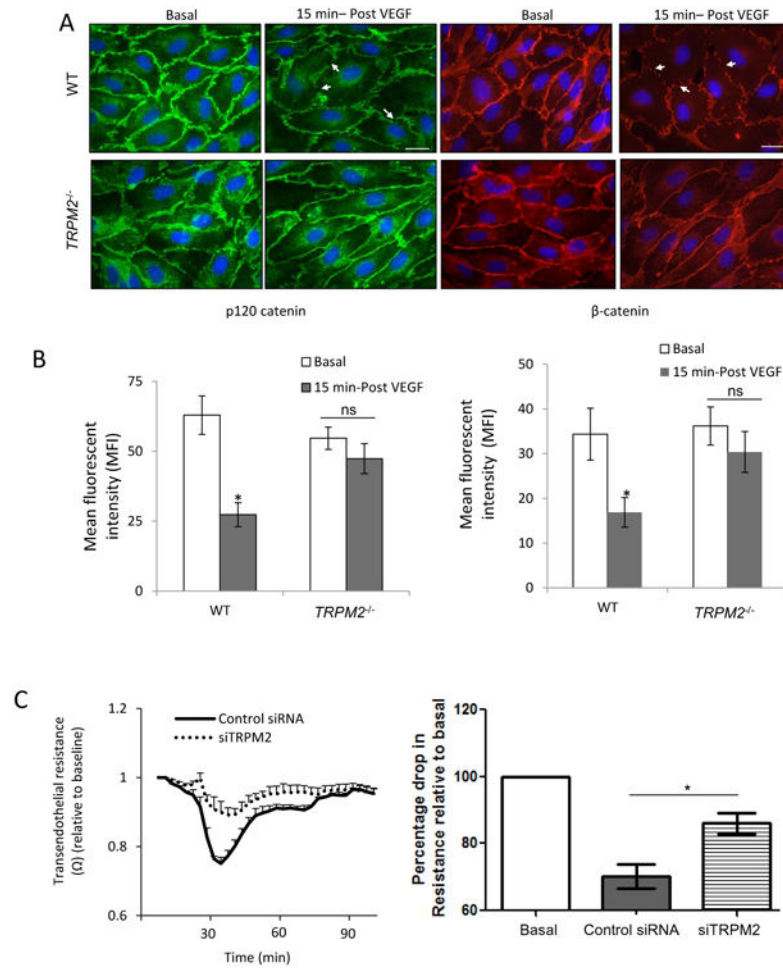 A
Basal
15 min– Post VEGF
Basal
15 min– Post VEGF
WT
TRPM2-/-
p120 catenin
β-catenin
B
Basal
15 min-Post VEGF
ns
*
75
50
25
0
Mean fluorescent
intensity (MFI)
WT
TRPM2-/-
Basal
15 min-Post VEGF
ns
*
50
40
30
20
10
0
Mean fluorescent
intensity (MFI)
WT
TRPM2-/-
C
Control siRNA
siTRPM2
1.2
1
0.8
0.6
Transendothelial resistance
(Ω) (relative to baseline)
30
60
90
Time (min)
120
100
80
60
*
Percentage drop in
Resistance relative to basal
Basal
Control siRNA
siTRPM2